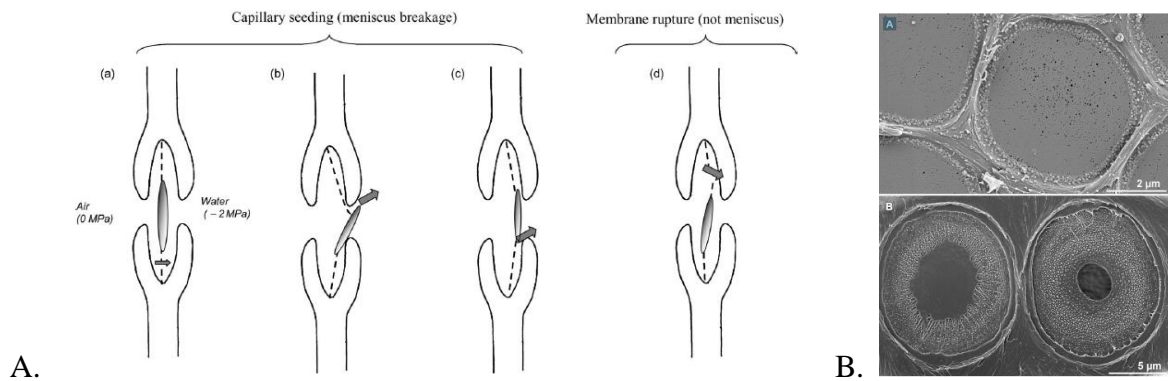 Capillary seeding (meniscus breakage)
Membrane rupture (not meniscus)
(a)
(b)
(c)
(d)
Air
(0 MPa)
Water
( – 2 MPa)
A.
B.
A
2 µm
B
5 µm